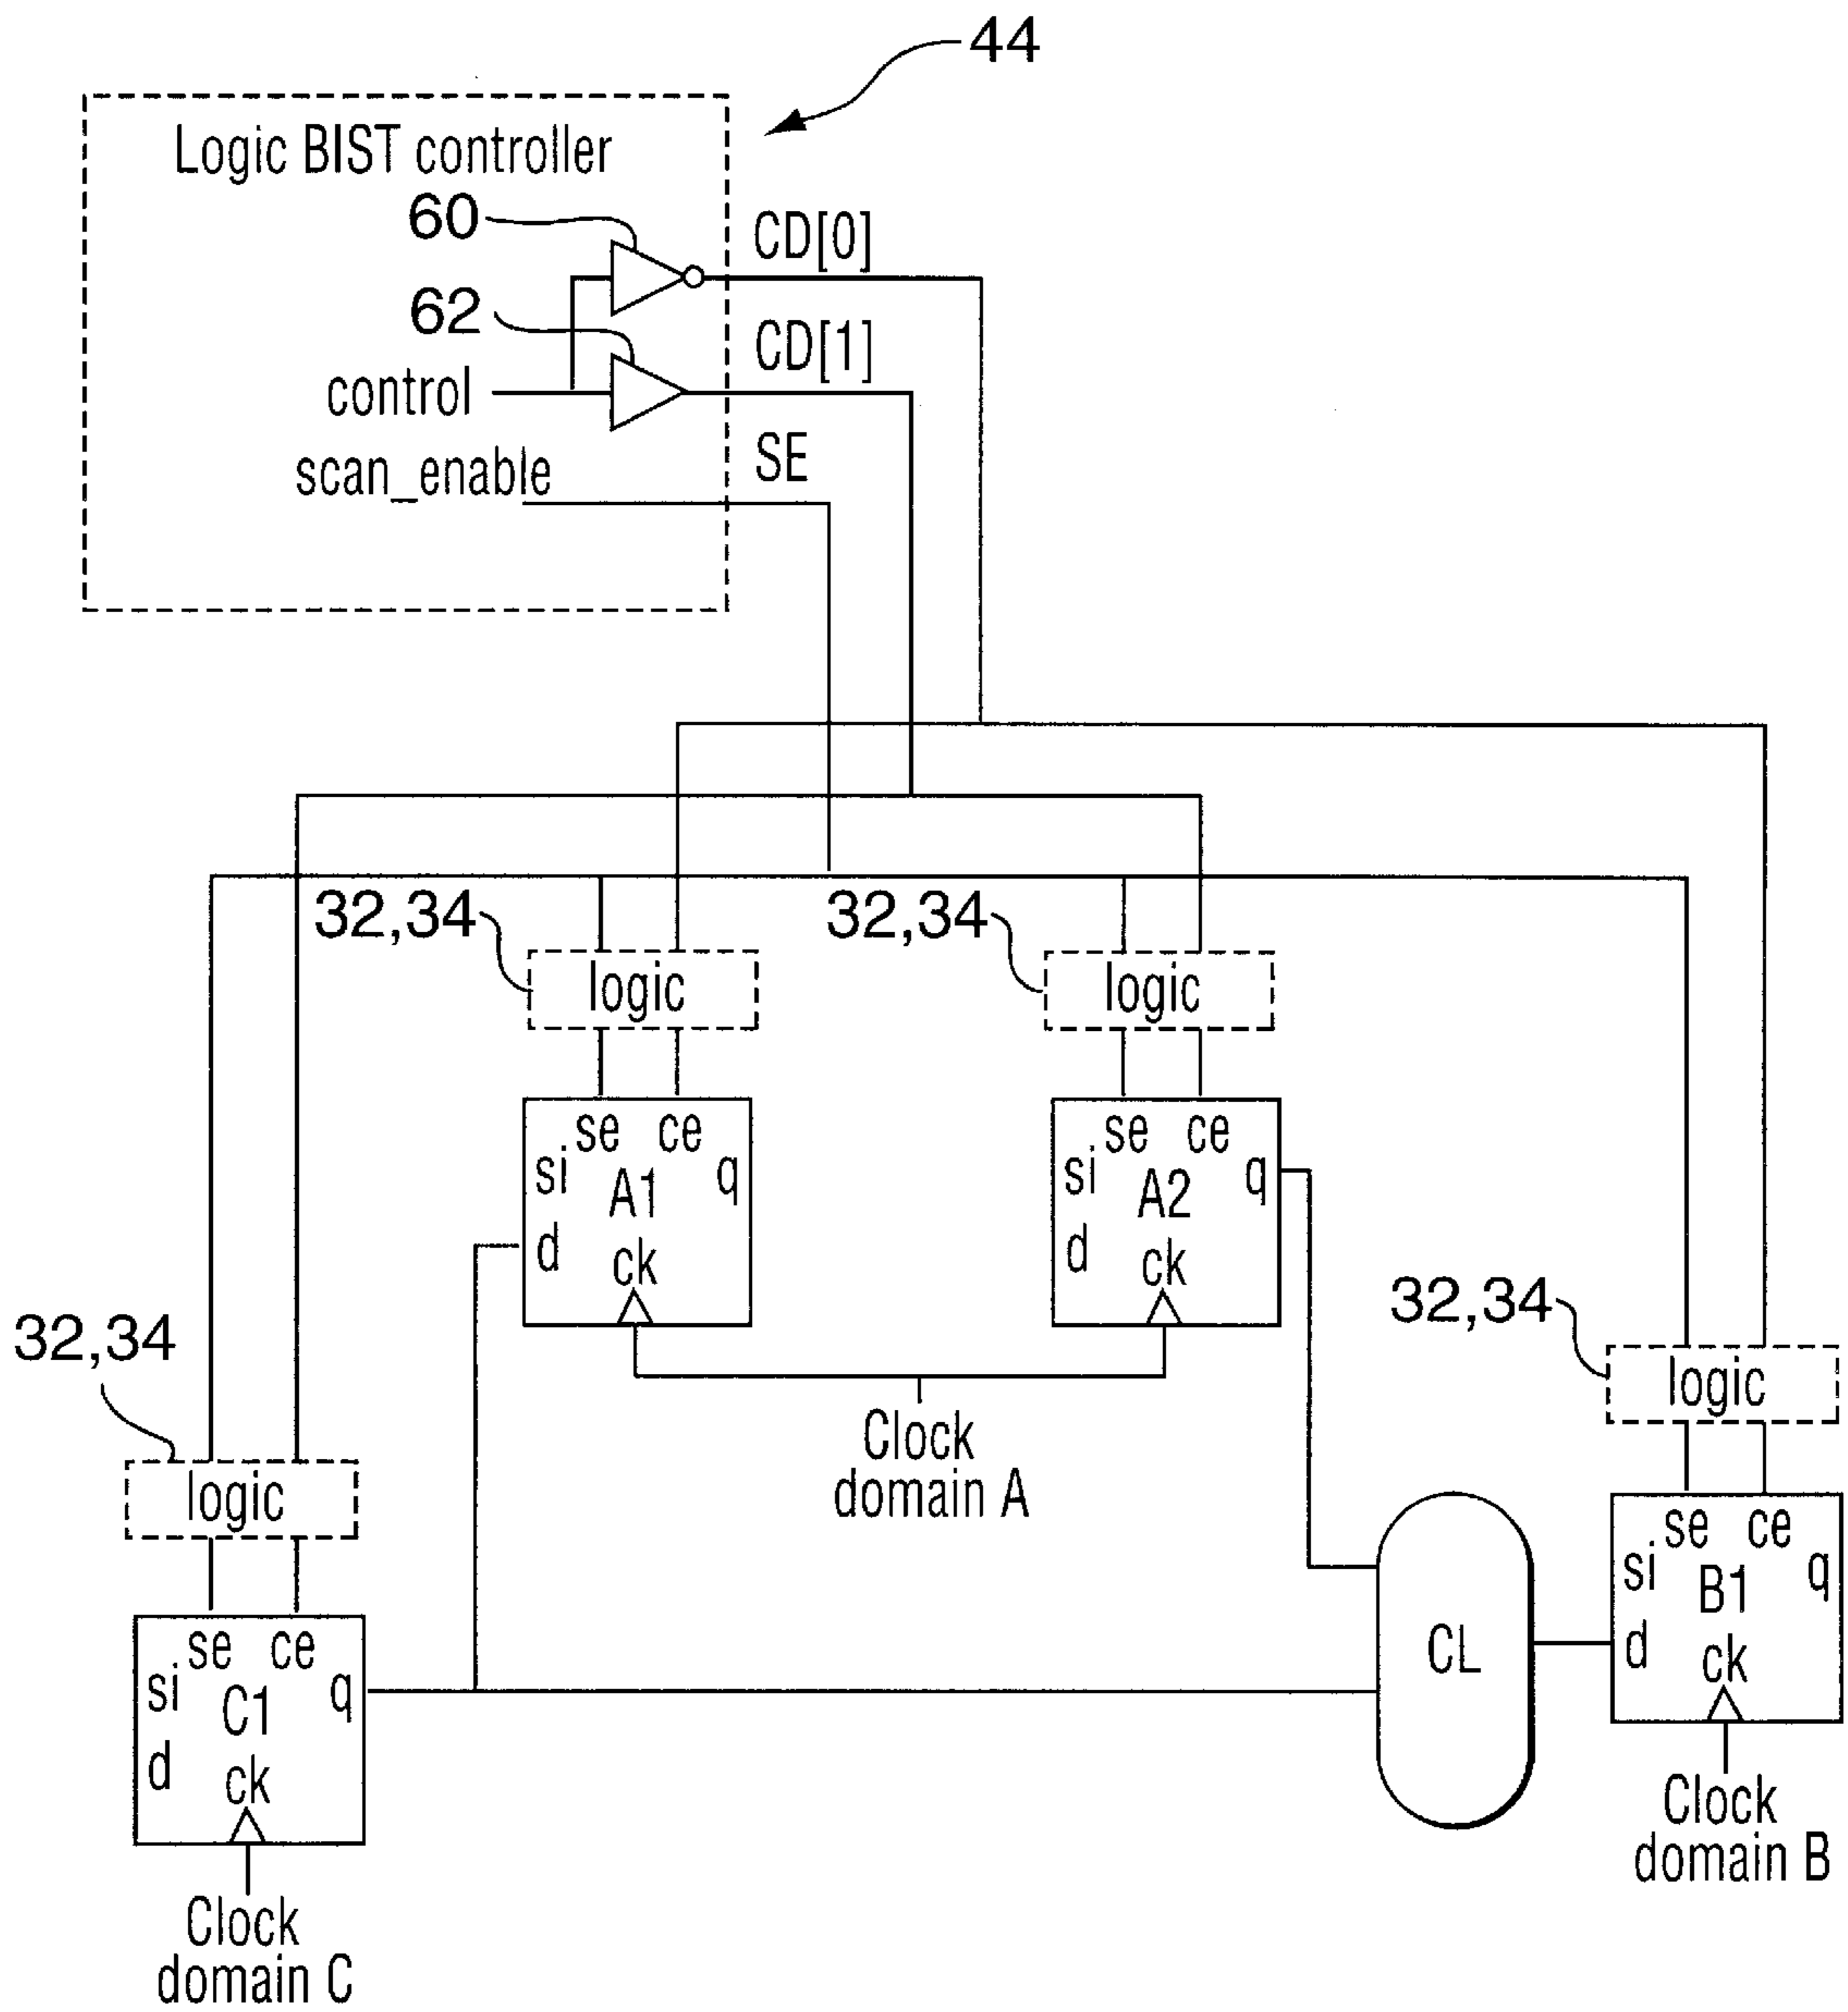 44
Logic BIST controller
60
CD[0]
62
CD[1]
control
scan_enable
SE
32,34
32,34
logic
logic
se ce
si A1 q
d
ck
se ce
si A2 q
d
ck
32,34
32,34
logic
Clock
domain A
logic
se ce
si B1 q
d
ck
CL
se ce
si C1 q
d
ck
Clock
domain B
Clock
domain C